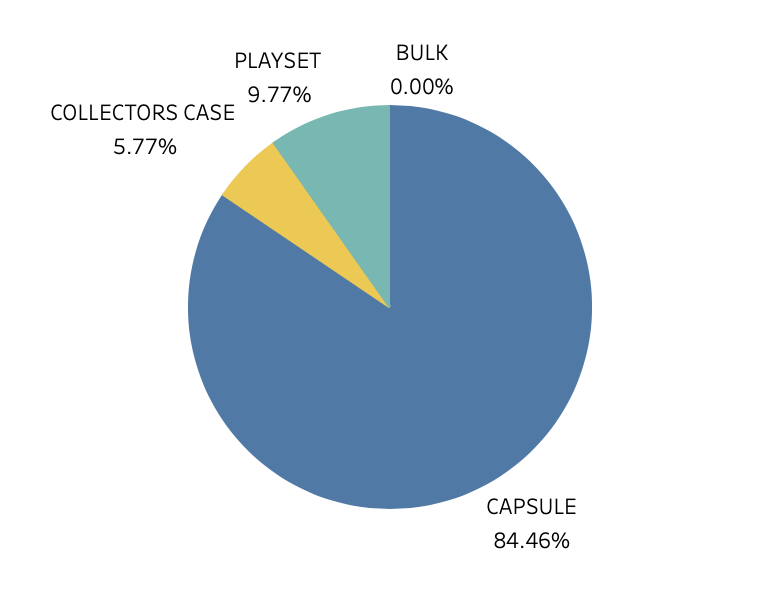 BULK
0.00%
PLAYSET
9.77%
COLLECTORS CASE
5.77%
CAPSULE
84.46%